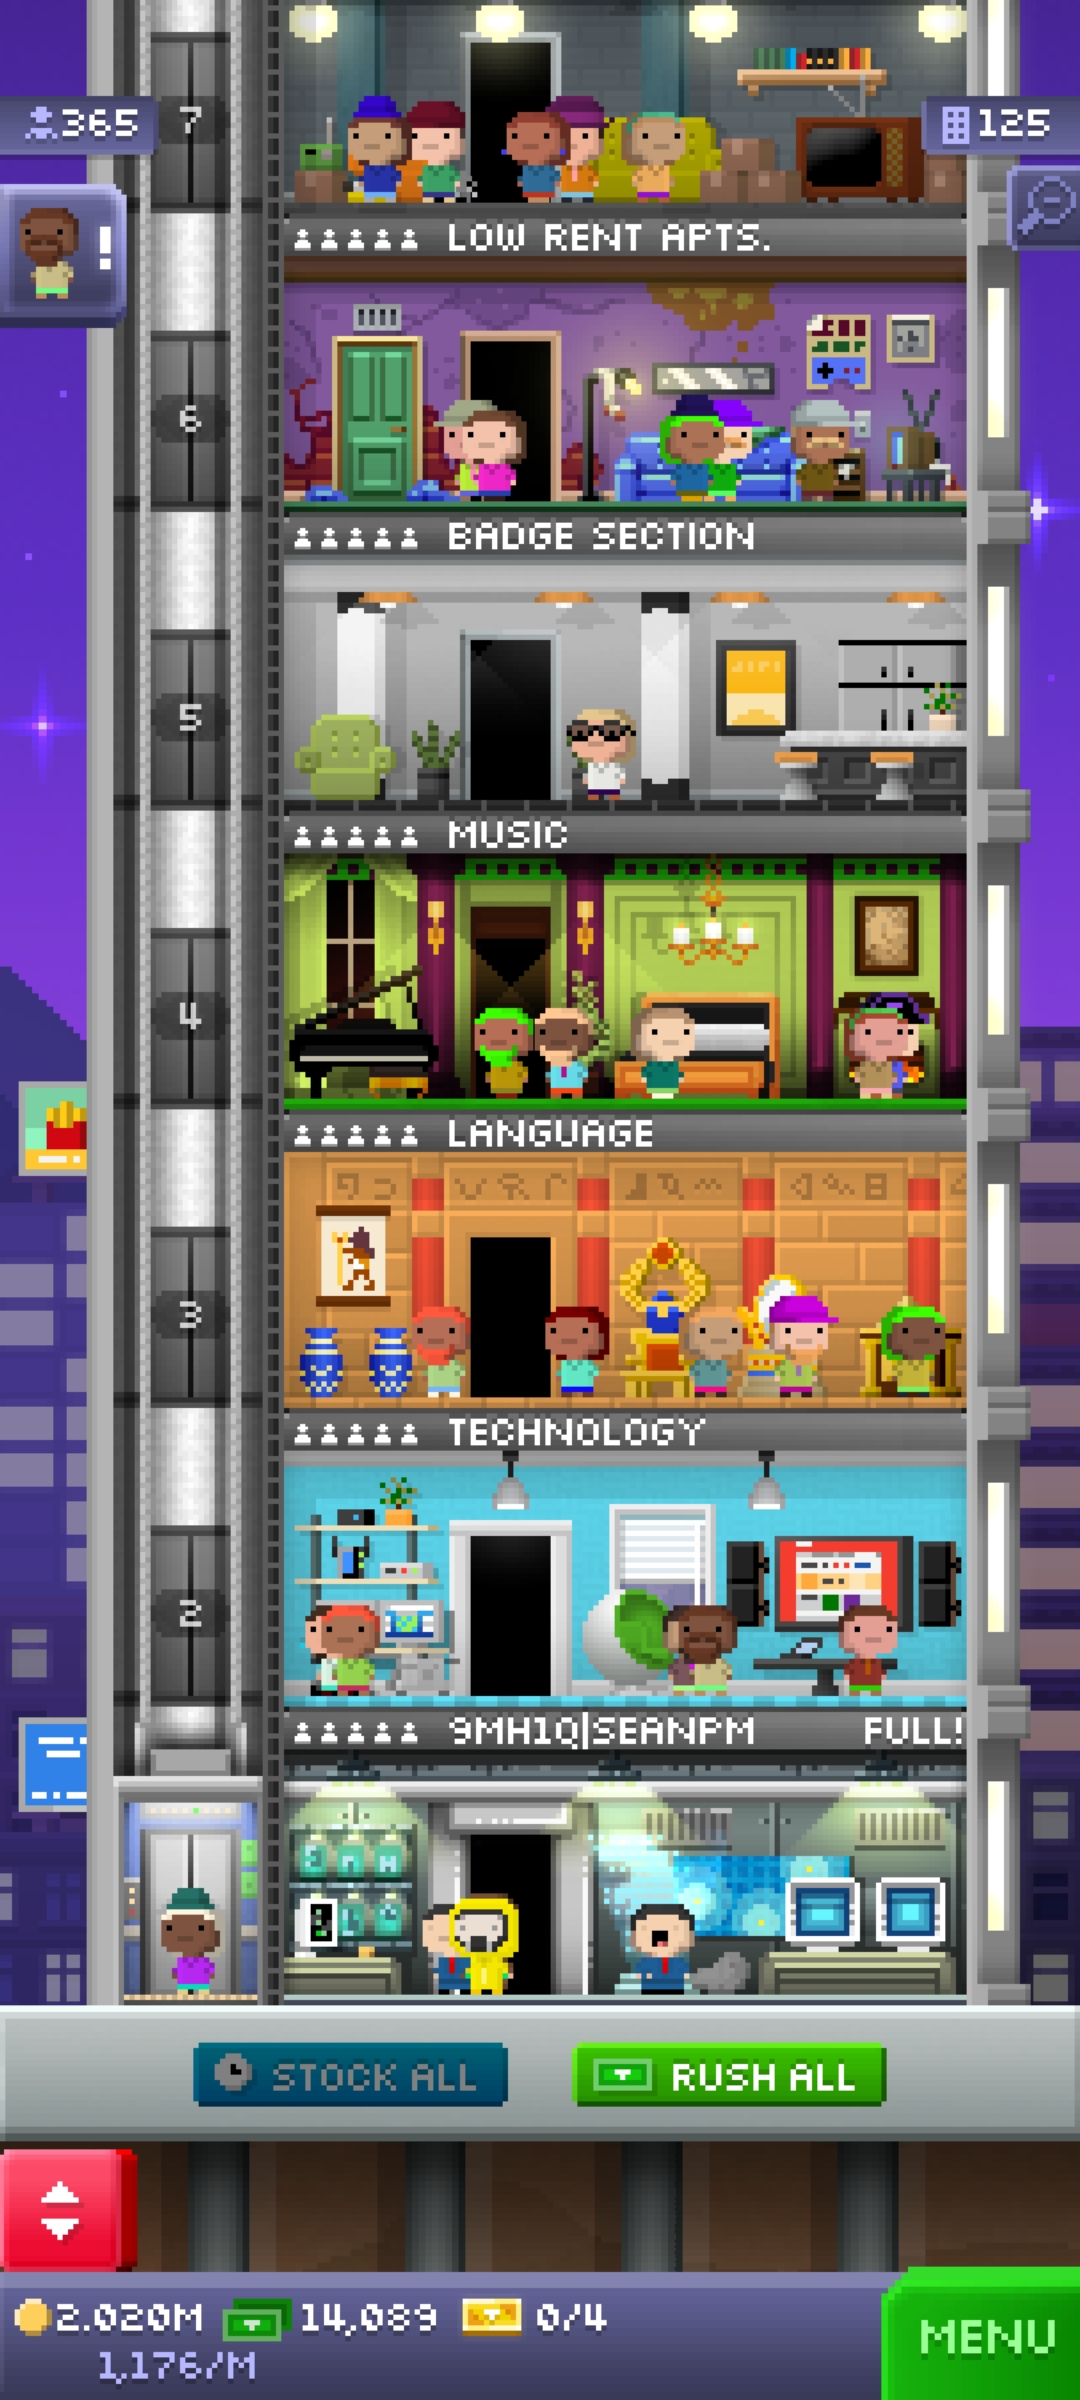 7
365
125
!
LOW RENT APTS.
6
BADGE SECTION
5
MUSIC
4
LANGUAGE
3
TECHNOLOGY
2
9MH1Q|SEANPM FULL!
STOCK ALL
RUSH ALL
2.020M 14,089 0/4
1,176/M
MENU